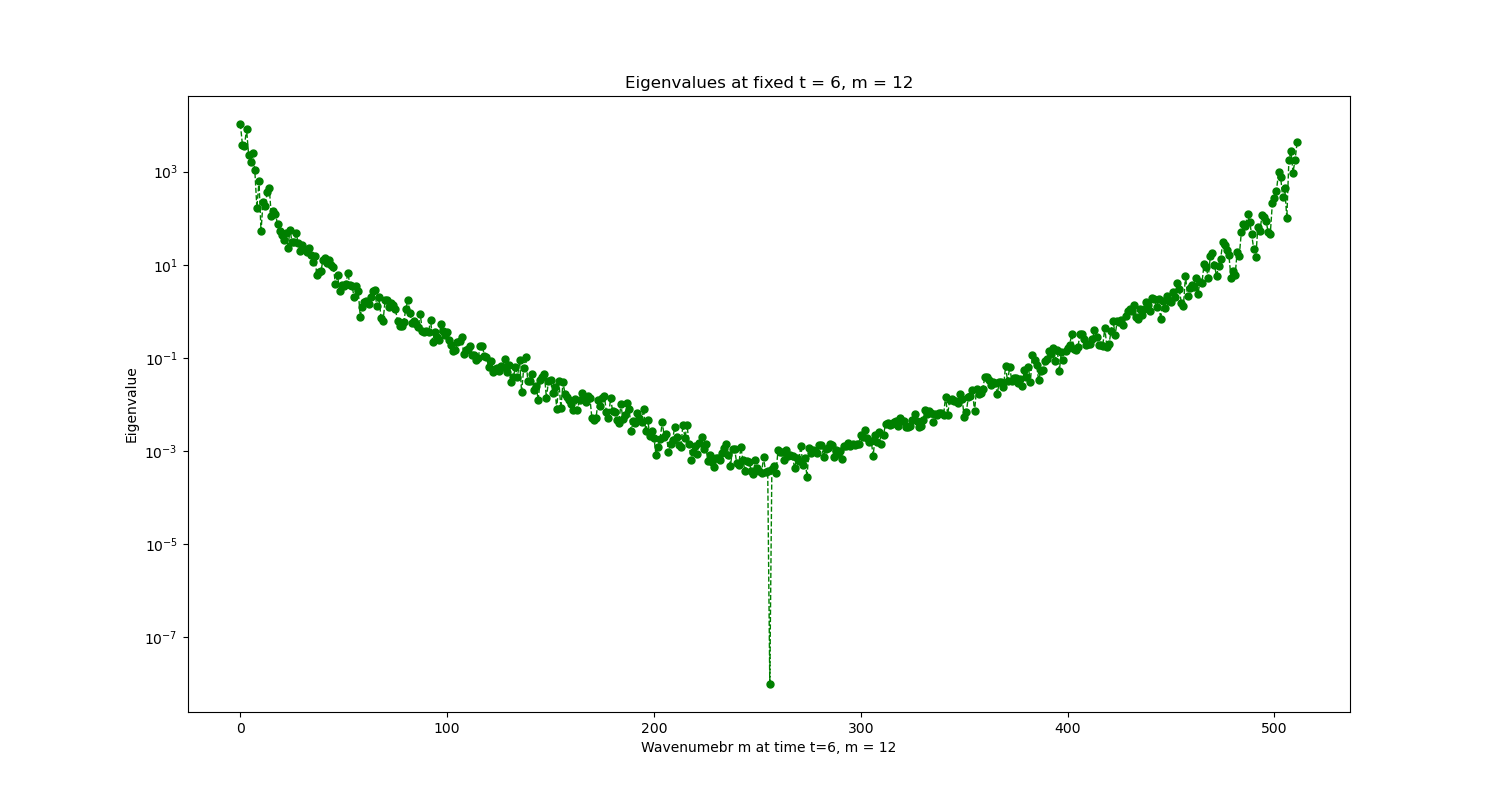 Eigenvalues at fixed t = 6, m = 12
10^3
10^1
10^-1
10^-3
10^-5
10^-7
Eigenvalue
0 100 200 300 400 500
Wavenumebr m at time t=6, m = 12